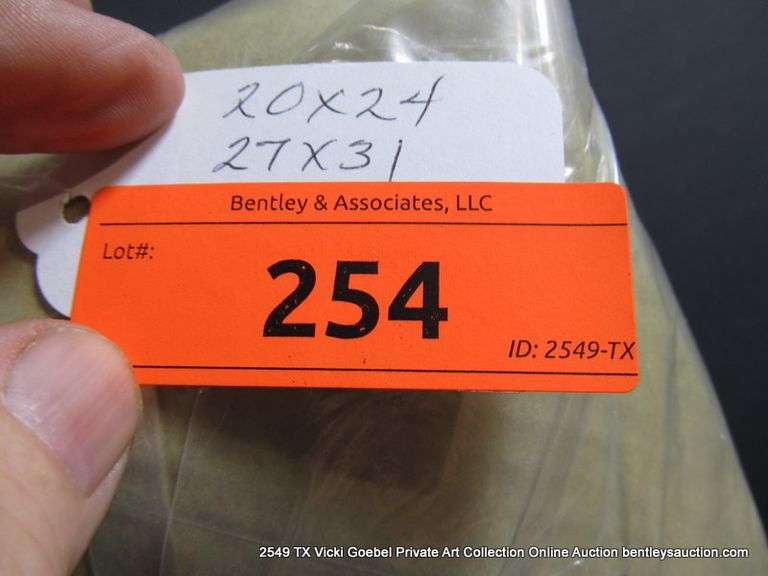 20X24
27X31
Bentley & Associates, LLC
Lot#:
254
ID: 2549-TX
2549 TX Vicki Goebel Private Art Collection Online Auction bentleysauction.com